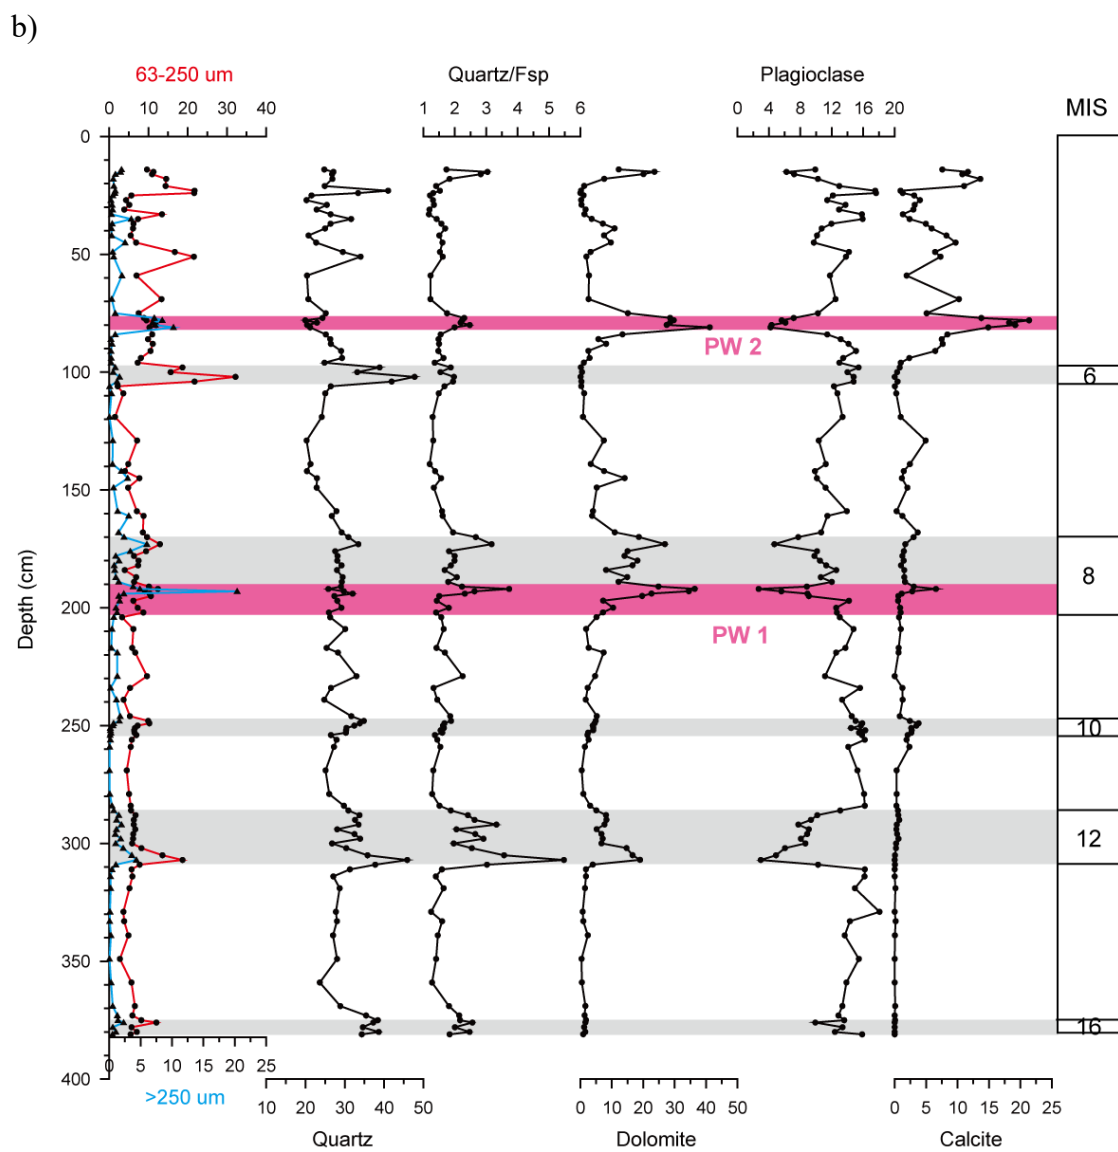 b)
63-250 um Quartz/Fsp Plagioclase
0 10 20 30 40 1 2 3 4 5 6 0 4 8 12 16 20 MIS
0
50
PW 2
100 6
150
8
200
PW 1
250 10
300 12
350
16
400
Depth (cm)
0 5 10 15 20 25
>250 um
10 20 30 40 50 0 10 20 30 40 50 0 5 10 15 20 25
Quartz Dolomite Calcite